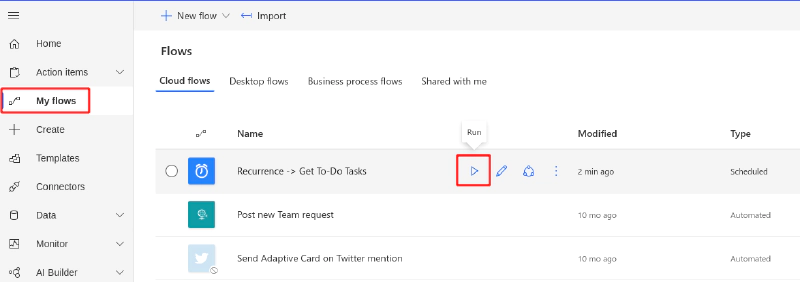 New flow
Import
Home
Action items
My flows
Create
Templates
Connectors
Data
Monitor
AI Builder
Flows
Cloud flows
Desktop flows
Business process flows
Shared with me
Run
Name
Modified
Type
Recurrence -> Get To-Do Tasks
2 min ago
Scheduled
Post new Team request
10 mo ago
Automated
Send Adaptive Card on Twitter mention
10 mo ago
Automated